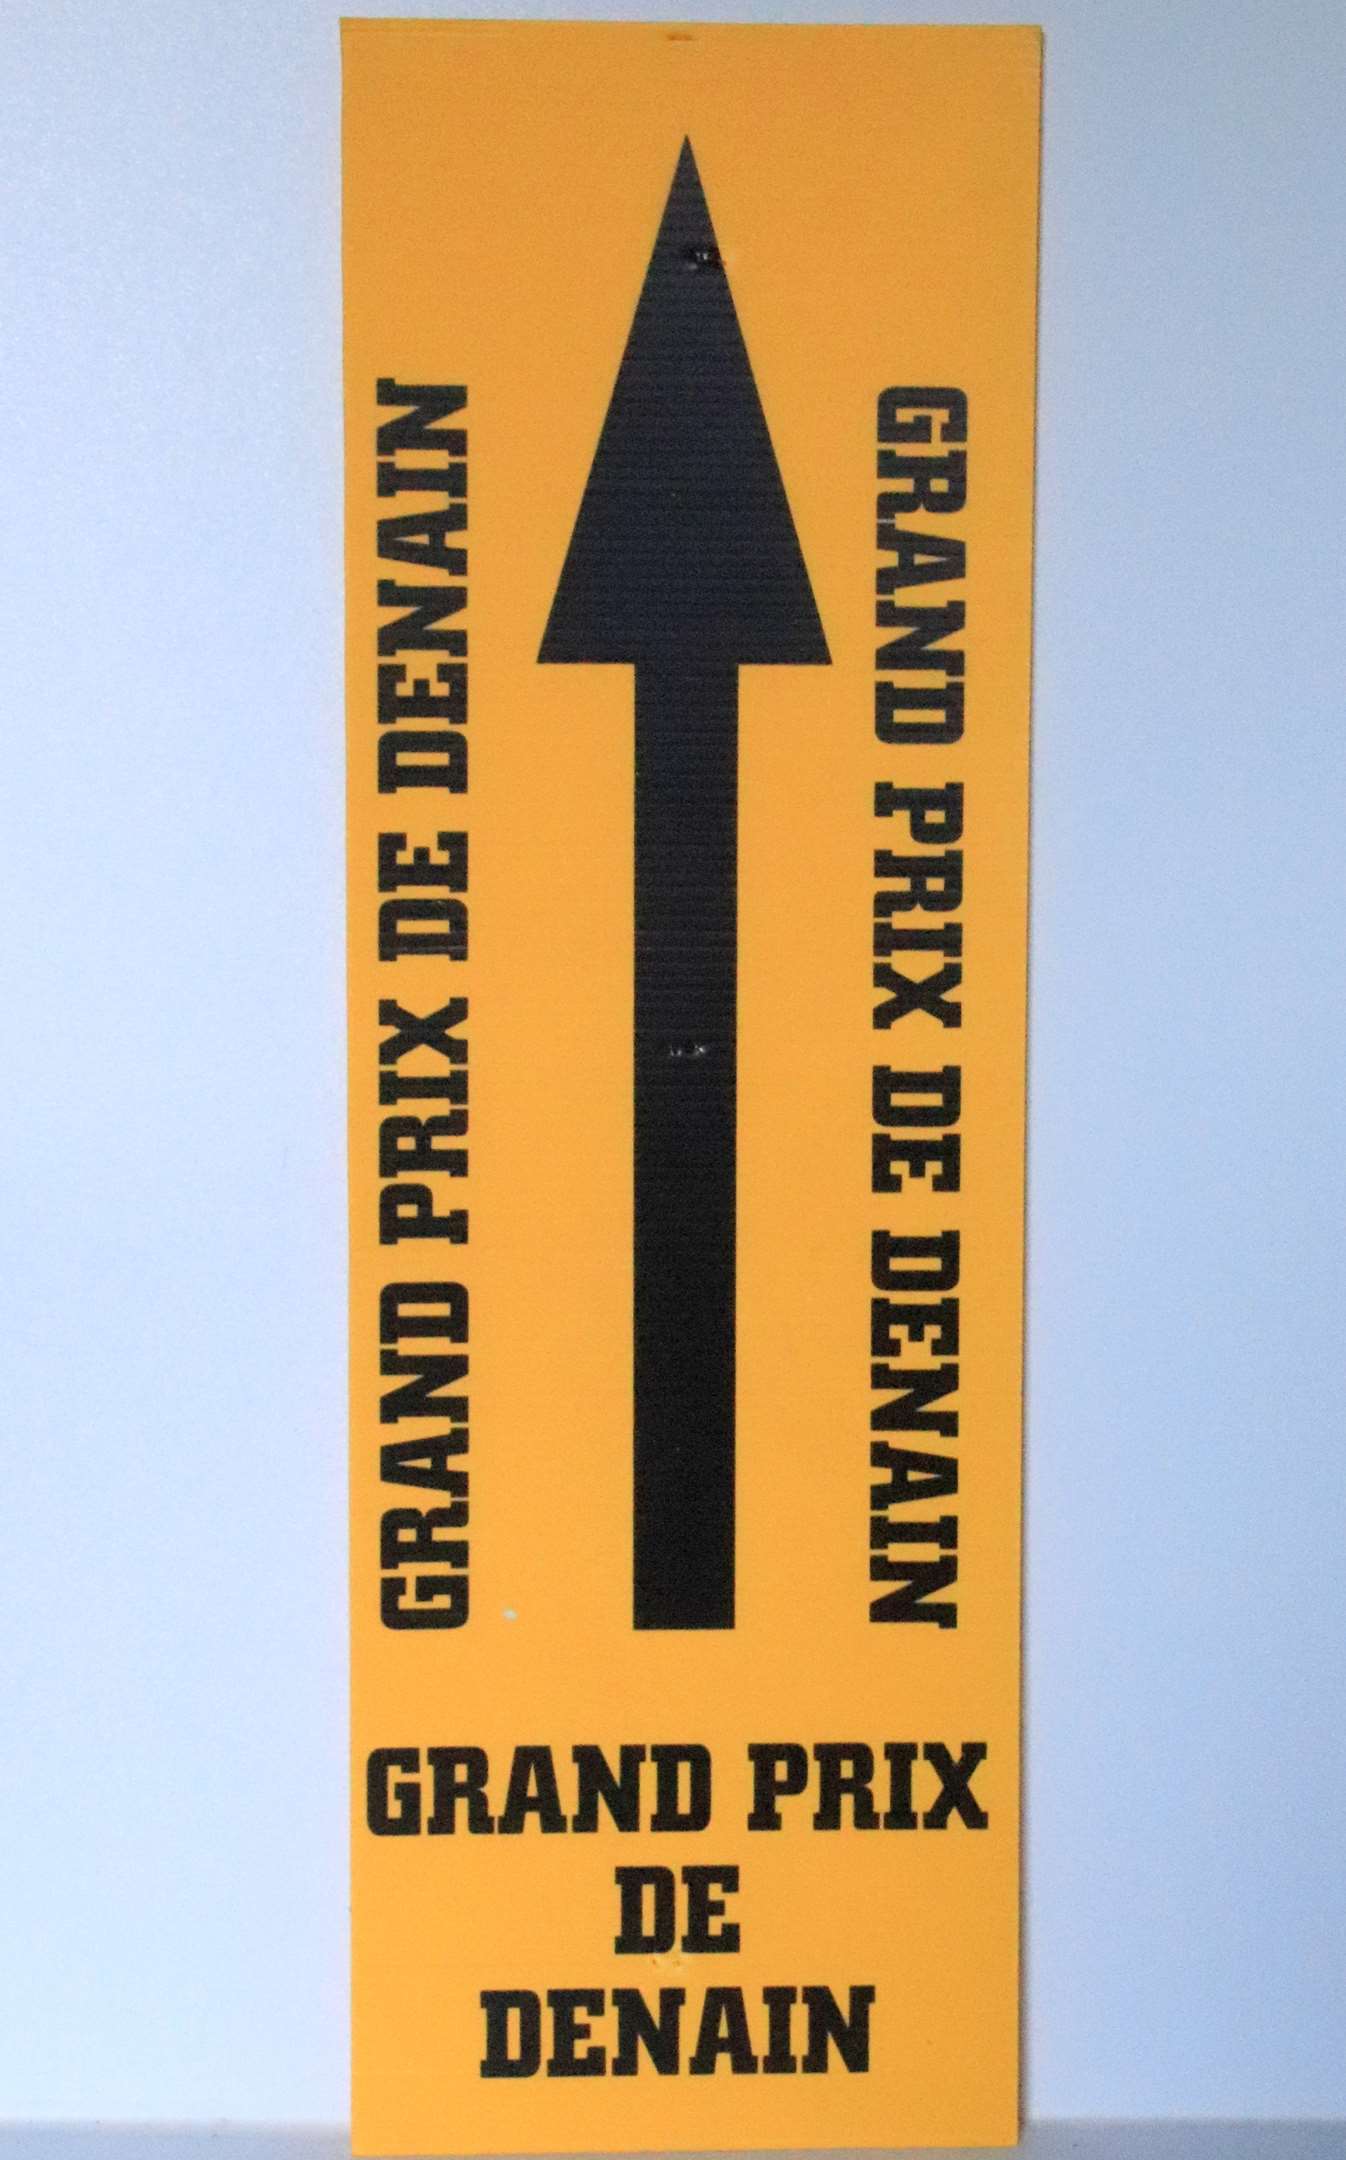 GRAND PRIX DE DENAIN
GRAND PRIX DE DENAIN
GRAND PRIX
DE
DENAIN